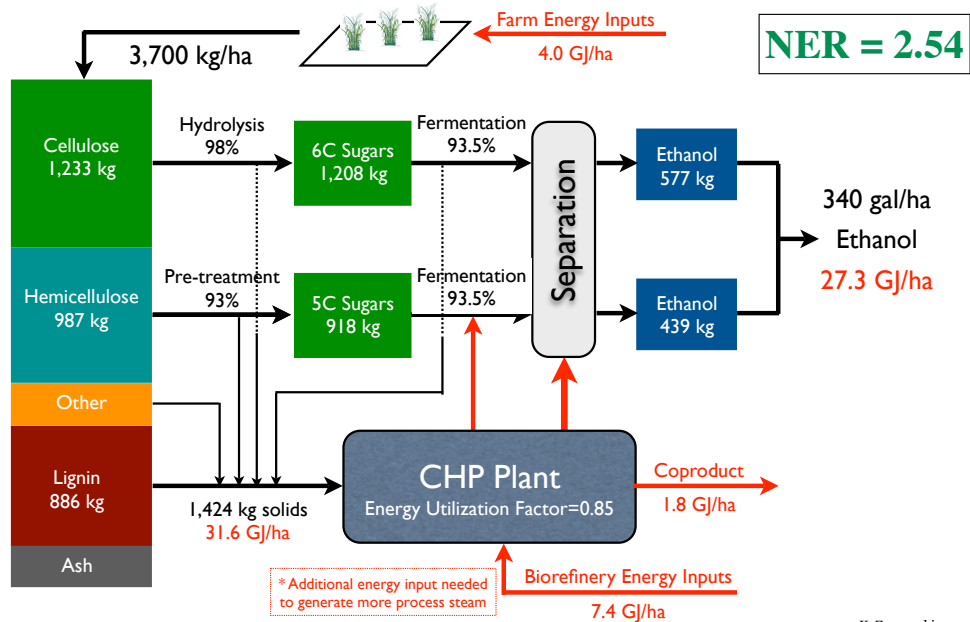 Farm Energy Inputs
4.0 GJ/ha
NER = 2.54
3,700 kg/ha
Cellulose
1,233 kg
Hydrolysis
98%
6C Sugars
1,208 kg
Fermentation
93.5%
Separation
Ethanol
577 kg
340 gal/ha
Ethanol
27.3 GJ/ha
Hemicellulose
987 kg
Pre-treatment
93%
5C Sugars
918 kg
Fermentation
93.5%
Ethanol
439 kg
Other
Lignin
886 kg
1,424 kg solids
31.6 GJ/ha
CHP Plant
Energy Utilization Factor=0.85
Coproduct
1.8 GJ/ha
Ash
* Additional energy input needed
to generate more process steam
Biorefinery Energy Inputs
7.4 GJ/ha